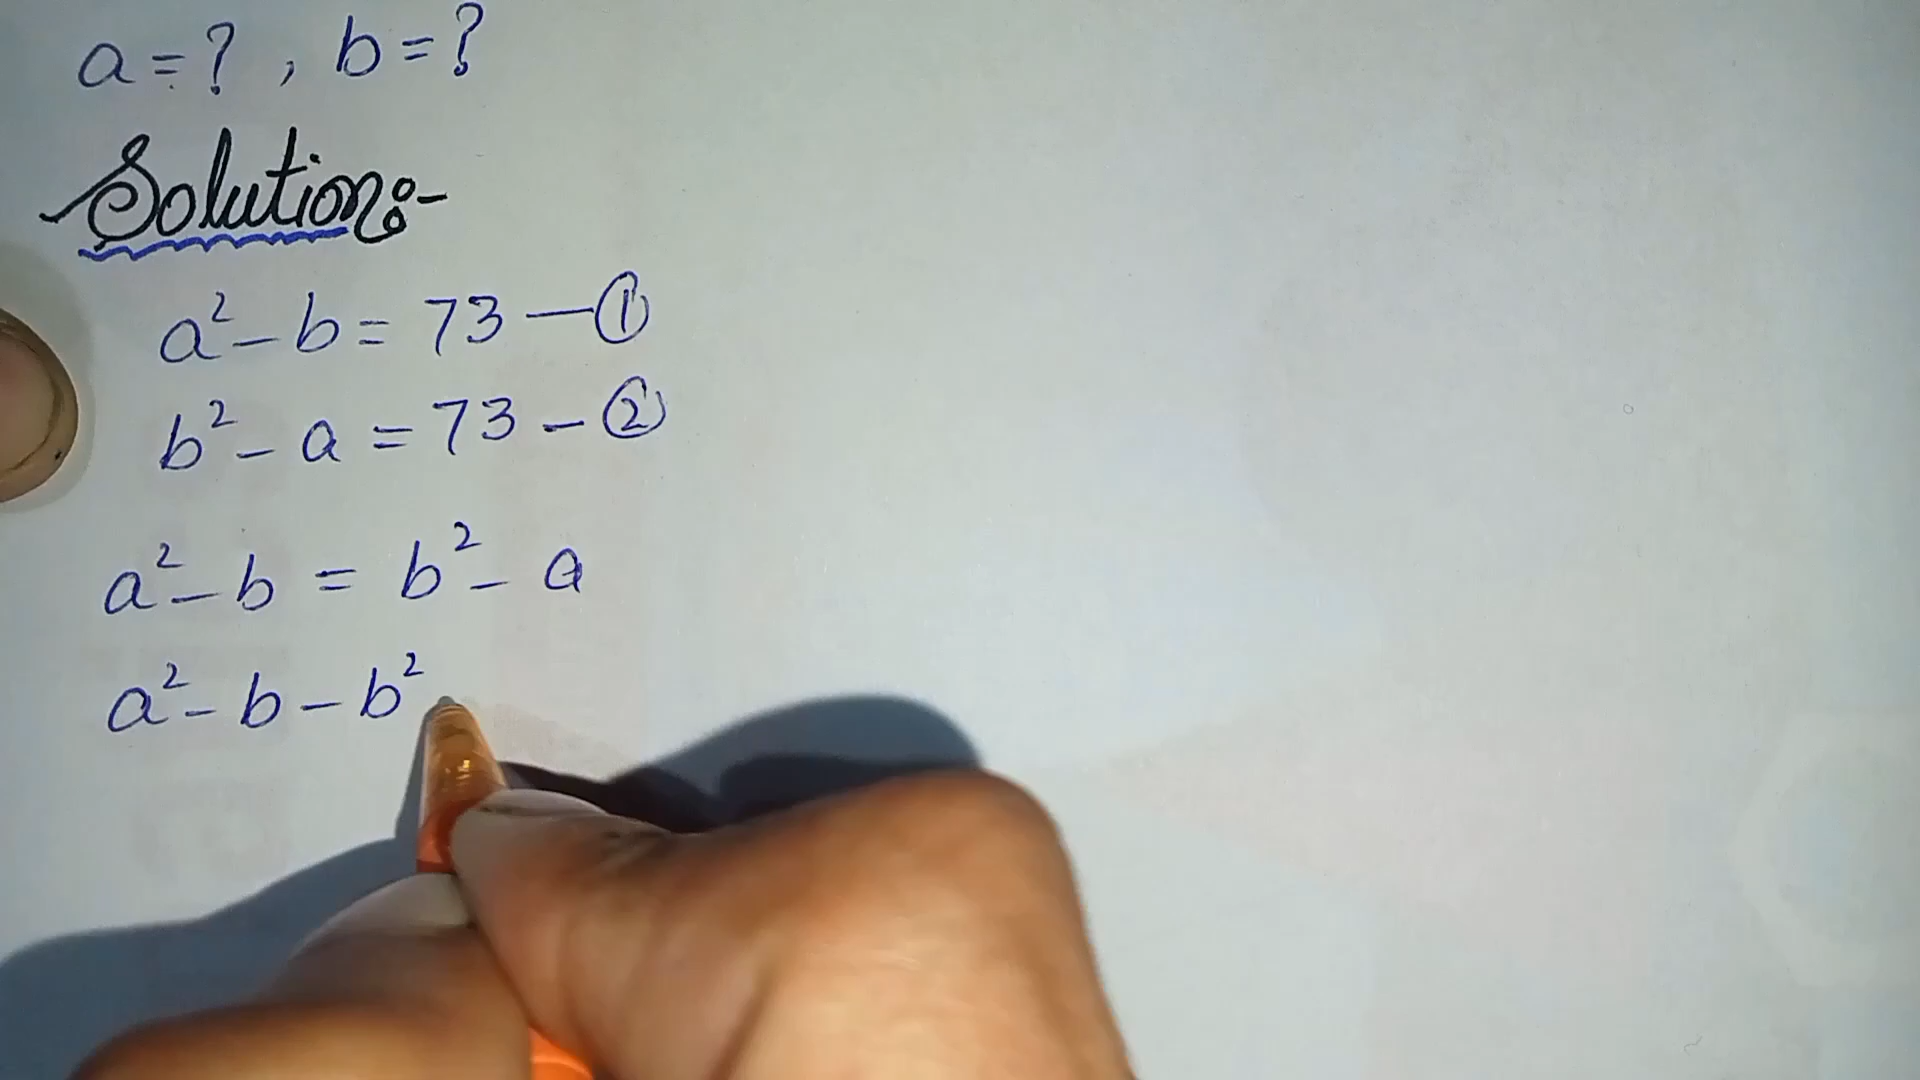 a=?, b=?
Solution:-
a²-b= 73 —①
b²-a = 73 -②
a²-b = b²-a
a²-b-b²